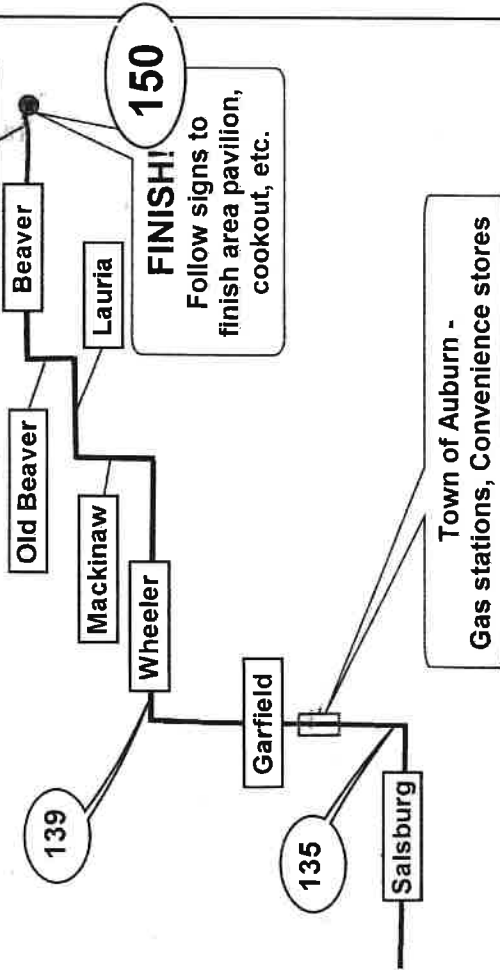 150
FINISH!
Follow signs to
finish area pavilion,
cookout, etc.
Beaver
Lauria
Old Beaver
Mackinaw
Wheeler
139
Garfield
Town of Auburn -
Gas stations, Convenience stores
135
Salsburg